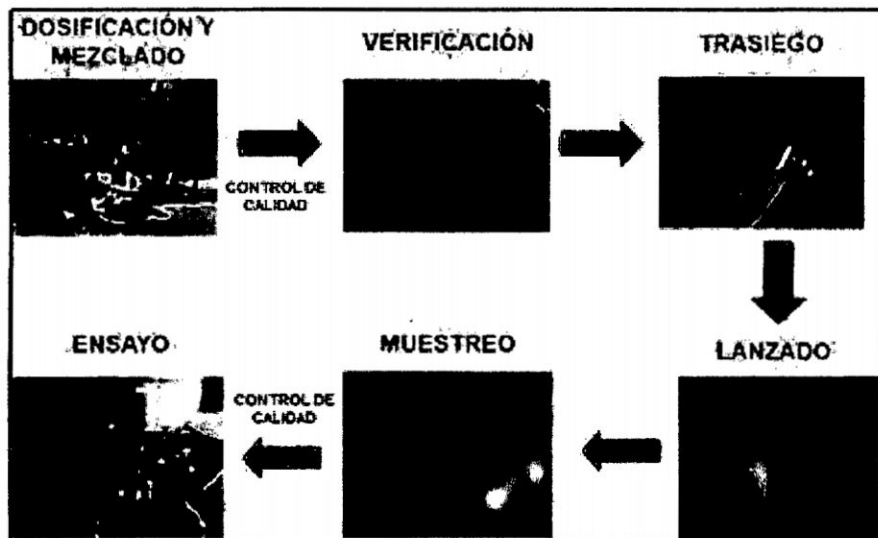 DOSIFICACIÓN Y
MEZCLADO
VERIFICACIÓN
TRASIEGO
CONTROL DE
CALIDAD
ENSAYO
MUESTREO
LANZADO
CONTROL DE
CALIDAD